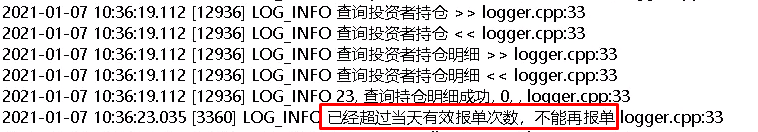 2021-01-07 10:36:19.112 [12936] LOG_INFO 查询投资者持仓 >> logger.cpp:33
2021-01-07 10:36:19.112 [12936] LOG_INFO 查询投资者持仓 << logger.cpp:33
2021-01-07 10:36:19.112 [12936] LOG_INFO 查询投资者持仓明细 >> logger.cpp:33
2021-01-07 10:36:19.112 [12936] LOG_INFO 查询投资者持仓明细 << logger.cpp:33
2021-01-07 10:36:19.112 [12936] LOG_INFO 23, 查询持仓明细成功, 0, , logger.cpp:33
2021-01-07 10:36:23.035 [3360] LOG_INFO 已经超过当天有效报单次数，不能再报单 logger.cpp:33